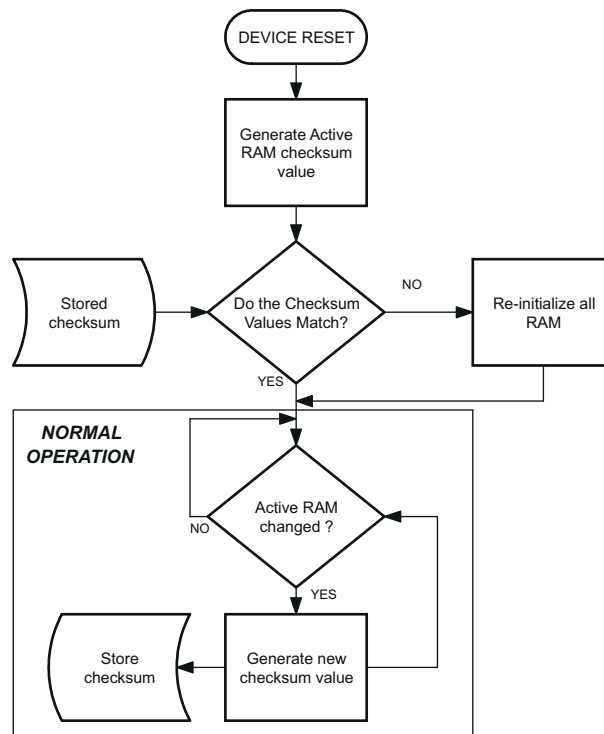 DEVICE RESET
Generate Active
RAM checksum
value
Stored
checksum
Do the Checksum
Values Match?
NO
Re-initialize all
RAM
YES
NORMAL
OPERATION
Active RAM
changed ?
NO
YES
Store
checksum
Generate new
checksum value